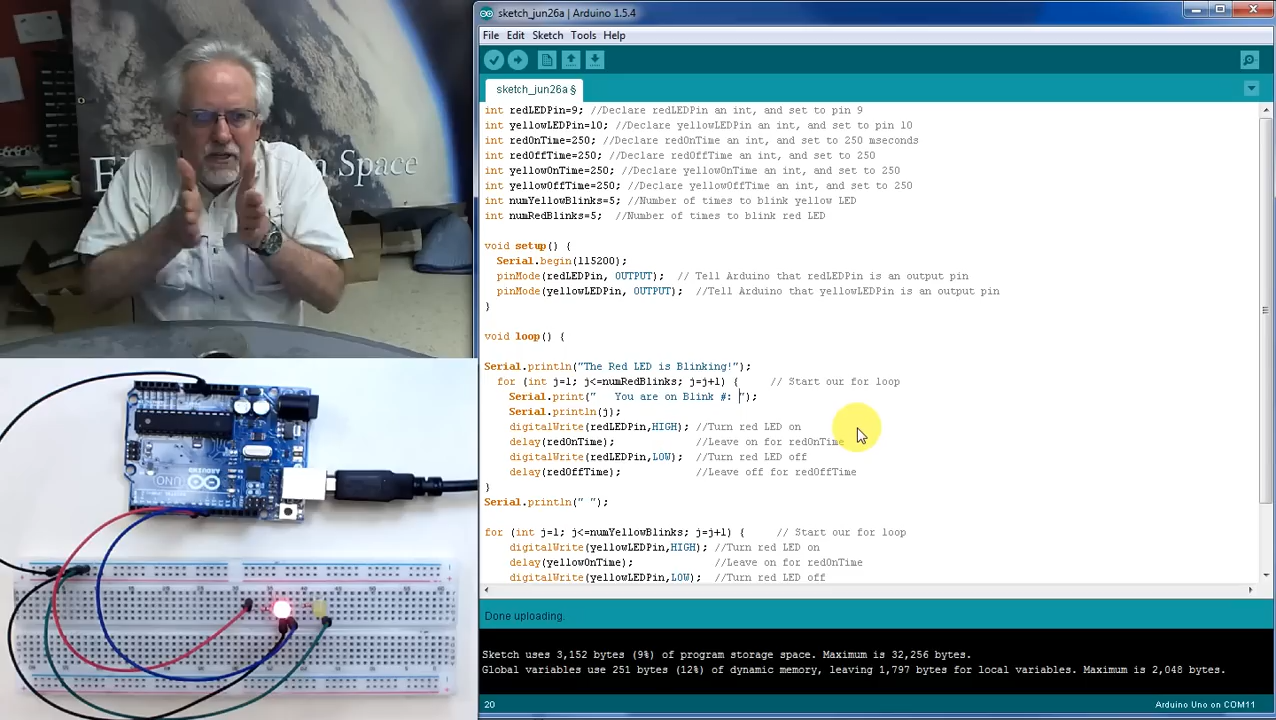 sketch_jun26a | Arduino 1.5.4
File Edit Sketch Tools Help
sketch_jun26a §
int redLEDPin=9; //Declare redLEDPin an int, and set to pin 9
int yellowLEDPin=10; //Declare yellowLEDPin an int, and set to pin 10
int redOnTime=250; //Declare redOnTime an int, and set to 250 mseconds
int redOffTime=250; //Declare redOffTime an int, and set to 250
int yellowOnTime=250; //Declare yellowOnTime an int, and set to 250
int yellowOffTime=250; //Declare yellowOffTime an int, and set to 250
int numYellowBlinks=5; //Number of times to blink yellow LED
int numRedBlinks=5;  //Number of times to blink red LED
void setup() {
Serial.begin(115200);
pinMode(redLEDPin, OUTPUT);  // Tell Arduino that redLEDPin is an output pin
pinMode(yellowLEDPin, OUTPUT);  //Tell Arduino that yellowLEDPin is an output pin
}
void loop() {
Serial.println("The Red LED is Blinking!");
for (int j=1; j<=numRedBlinks; j=j+1) {     // Start our for loop
Serial.print("   You are on Blink #: ");
Serial.println(j);
digitalWrite(redLEDPin,HIGH); //Turn red LED on
delay(redOnTime);             //Leave on for redOnTime
digitalWrite(redLEDPin,LOW);  //Turn red LED off
delay(redOffTime);            //Leave off for redOffTime
}
Serial.println(" ");
for (int j=1; j<=numYellowBlinks; j=j+1) {     // Start our for loop
digitalWrite(yellowLEDPin,HIGH); //Turn red LED on
delay(yellowOnTime);             //Leave on for redOnTime
digitalWrite(yellowLEDPin,LOW);  //Turn red LED off
Done uploading.
Sketch uses 3,152 bytes (9%) of program storage space. Maximum is 32,256 bytes.
Global variables use 251 bytes (12%) of dynamic memory, leaving 1,797 bytes for local variables. Maximum is 2,048 bytes.
20
Arduino Uno on COM11
Space
ARDUINO
UNO